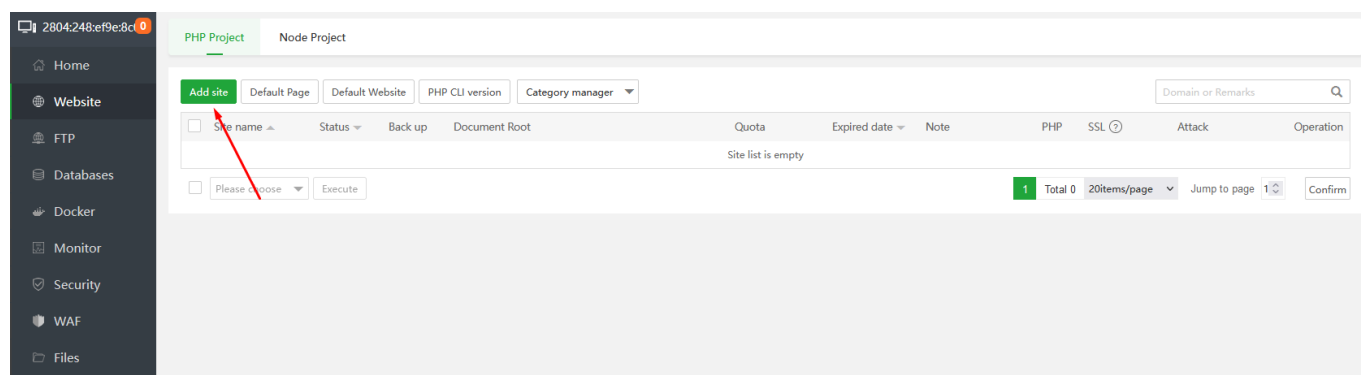 2804:248:ef9e:8c 0
Home
Website
FTP
Databases
Docker
Monitor
Security
WAF
Files
PHP Project Node Project
Add site Default Page Default Website PHP CLI version Category manager Domain or Remarks
Site name Status Back up Document Root Quota Expired date Note PHP SSL ? Attack Operation
Site list is empty
Please choose Execute 1 Total 0 20items/page Jump to page 1 Confirm